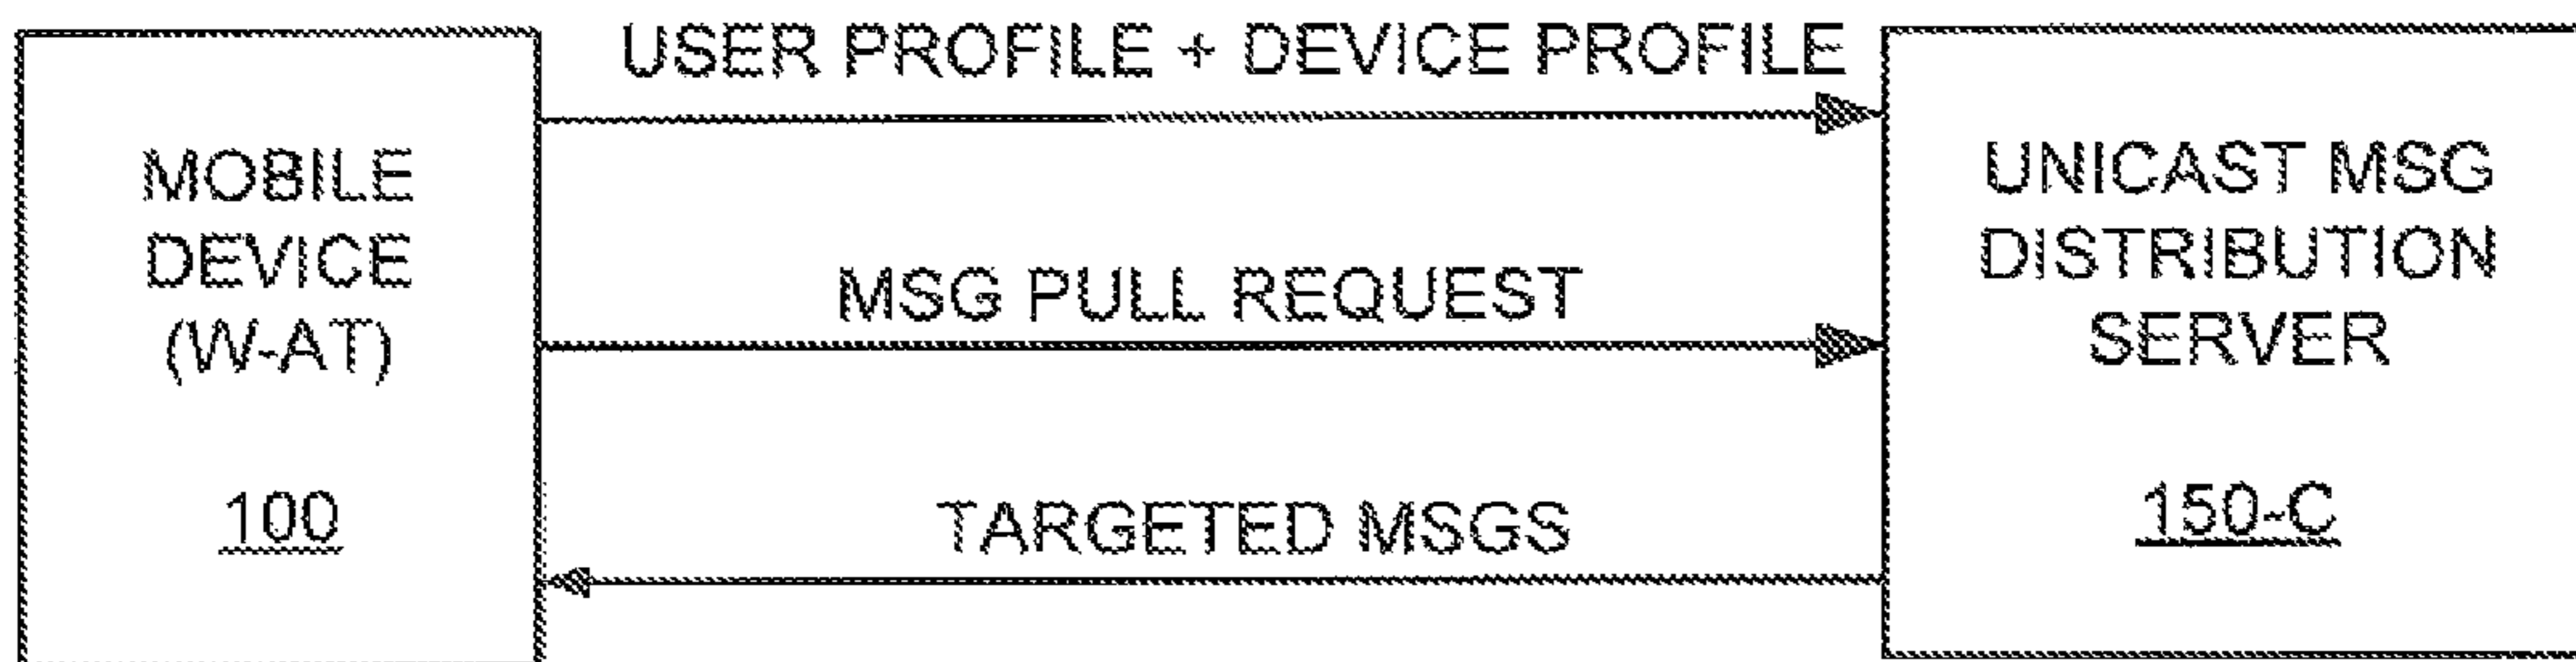 USER PROFILE + DEVICE PROFILE
MOBILE
DEVICE
(W-AT)
100
MSG PULL REQUEST
TARGETED MSGS
UNICAST MSG
DISTRIBUTION
SERVER
150-C